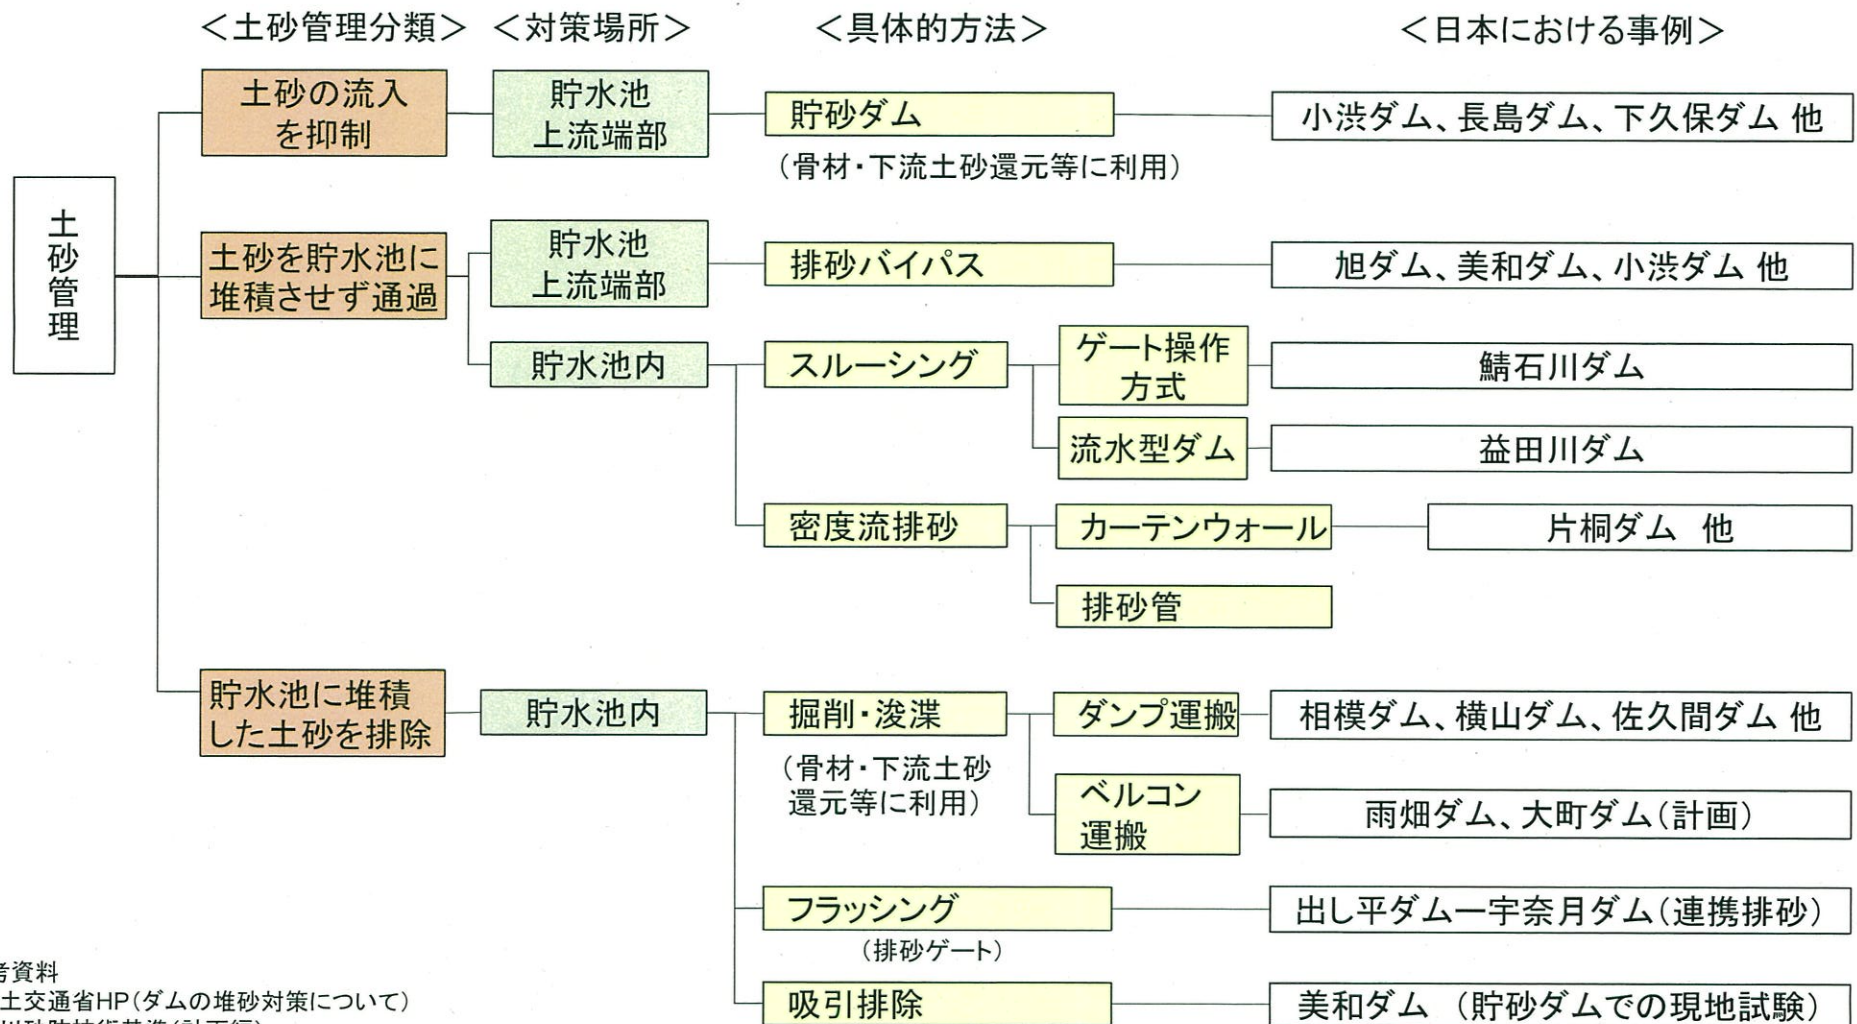 ＜土砂管理分類＞ ＜対策場所＞ ＜具体的方法＞ ＜日本における事例＞
土砂管理
土砂の流入
を抑制
貯水池
上流端部
貯砂ダム
（骨材・下流土砂還元等に利用）
小渋ダム、長島ダム、下久保ダム 他
土砂を貯水池に
堆積させず通過
貯水池
上流端部
排砂バイパス
旭ダム、美和ダム、小渋ダム 他
貯水池内
スルーシング
ゲート操作
方式
鯖石川ダム
流水型ダム
益田川ダム
密度流排砂
カーテンウォール
片桐ダム 他
排砂管
貯水池に堆積
した土砂を排除
貯水池内
掘削・浚渫
（骨材・下流土砂
還元等に利用）
ダンプ運搬
相模ダム、横山ダム、佐久間ダム 他
ベルコン
運搬
雨畑ダム、大町ダム（計画）
フラッシング
（排砂ゲート）
出し平ダムー宇奈月ダム（連携排砂）
吸引排除
美和ダム （貯砂ダムでの現地試験）
考資料
土交通省HP（ダムの堆砂対策について）